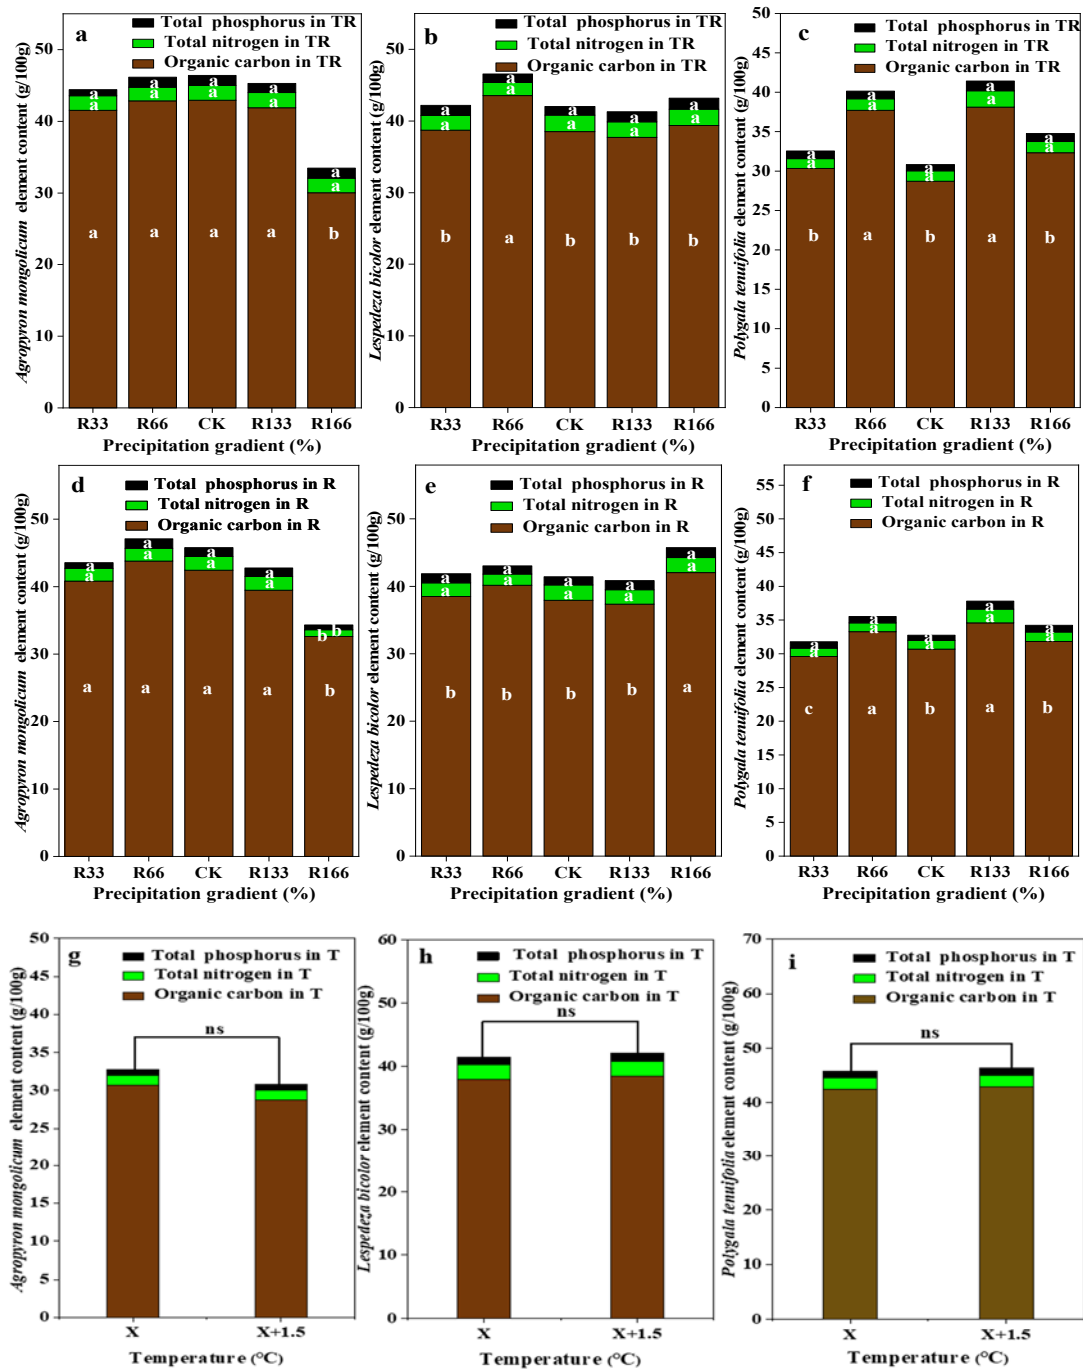 a
Total phosphorus in TR
Total nitrogen in TR
Organic carbon in TR
Agropyron mongolicum element content (g/100g)
50
40
30
20
10
0
a a a a a
a a a a a
a a a a b
R33 R66 CK R133 R166
Precipitation gradient (%)
b
Total phosphorus in TR
Total nitrogen in TR
Organic carbon in TR
Lespedeza bicolor element content (g/100g)
50
40
30
20
10
0
a a a a a
a a a a a
b a b b b
R33 R66 CK R133 R166
Precipitation gradient (%)
c
Total phosphorus in TR
Total nitrogen in TR
Organic carbon in TR
Polygala tenuifolia element content (g/100g)
50
45
40
35
30
25
20
15
10
5
0
a a a a a
a a a a a
b a b a b
R33 R66 CK R133 R166
Precipitation gradient (%)
d
Total phosphorus in R
Total nitrogen in R
Organic carbon in R
Agropyron mongolicum element content (g/100g)
50
40
30
20
10
0
a a a a b
a a a a b
a a a a b
R33 R66 CK R133 R166
Precipitation gradient (%)
e
Total phosphorus in R
Total nitrogen in R
Organic carbon in R
Lespedeza bicolor element content (g/100g)
50
40
30
20
10
0
a a a a a
a a a a a
b b b b a
R33 R66 CK R133 R166
Precipitation gradient (%)
f
Total phosphorus in R
Total nitrogen in R
Organic carbon in R
Polygala tenuifolia element content (g/100g)
55
50
45
40
35
30
25
20
15
10
5
0
a a a a a
a a a a a
c a b a b
R33 R66 CK R133 R166
Precipitation gradient (%)
g
Total phosphorus in T
Total nitrogen in T
Organic carbon in T
Agropyron mongolicum element content (g/100g)
50
45
40
35
30
25
20
15
10
5
0
ns
X X+1.5
Temperature (°C)
h
Total phosphorus in T
Total nitrogen in T
Organic carbon in T
Lespedeza bicolor element content (g/100g)
60
50
40
30
20
10
0
ns
X X+1.5
Temperature (°C)
i
Total phosphorus in T
Total nitrogen in T
Organic carbon in T
Polygala tenuifolia element content (g/100g)
70
60
50
40
30
20
10
0
ns
X X+1.5
Temperature (°C)